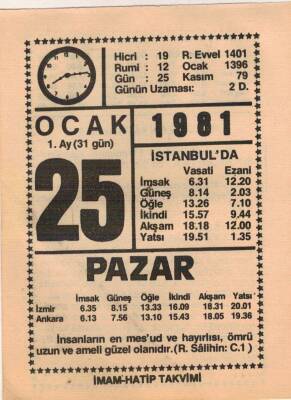 Hicri : 19 R. Evvel 1401
Rumi : 12 Ocak 1396
Gün : 25 Kasım 79
Günün Uzaması: 2 D.
OCAK
1. Ay (31 gün)
1981
25
İSTANBUL'DA
Vasati Ezani
İmsak 6.31 12.20
Güneş 8.14 2.03
Öğle 13.26 7.10
İkindi 15.57 9.44
Akşam 18.18 12.00
Yatsı 19.51 1.35
PAZAR
İmsak Güneş Öğle İkindi Akşam Yatsı
İzmir 6.35 8.15 13.33 16.09 18.31 20.01
Ankara 6.13 7.56 13.10 15.43 18.05 19.36
İnsanların en mes'ud ve hayırlısı, ömrü
uzun ve ameli güzel olanıdır.(R. Sâlihin: C.1)
İMAM-HATİP TAKVİMİ